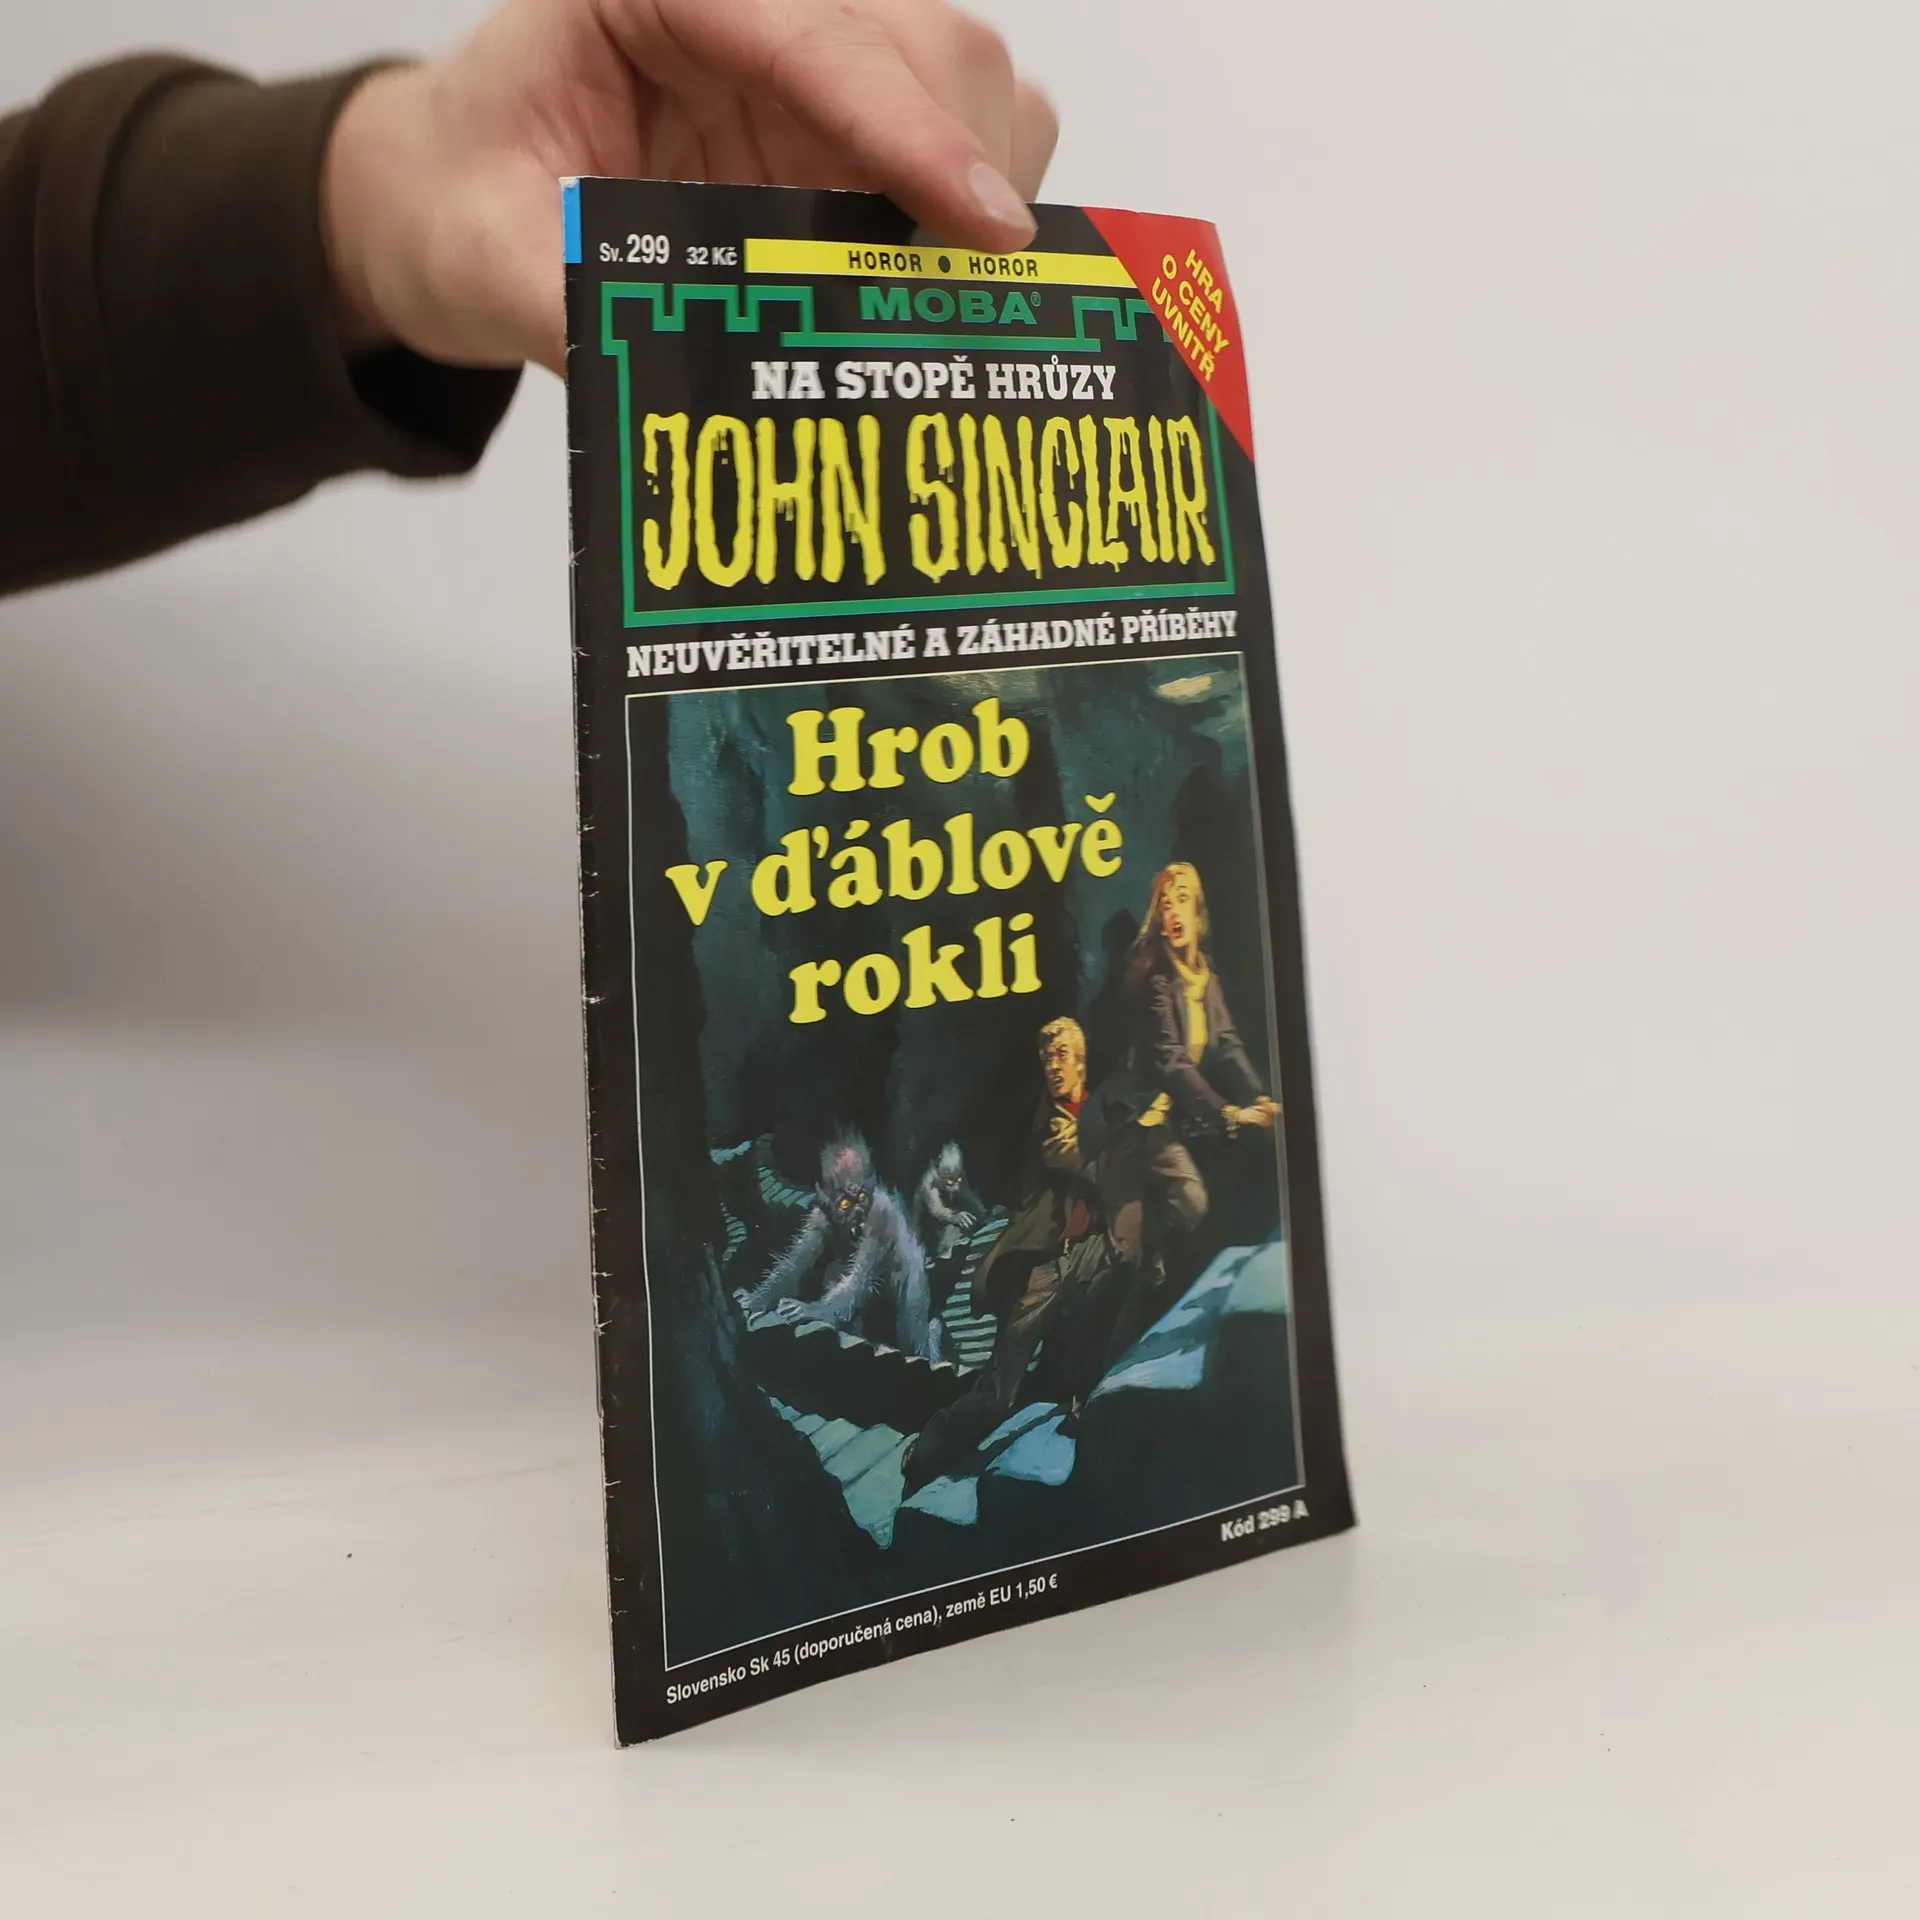 Sv. 299 32 Kč HOROR ● HOROR
HRA
O CENY
UVNITŘ
MOBA®
NA STOPĚ HRŮZY
JOHN SINCLAIR
NEUVĚŘITELNÉ A ZÁHADNÉ PŘÍBĚHY
Hrob
v ďáblově
rokli
Kód 299 A
Slovensko Sk 45 (doporučená cena), země EU 1,50 €